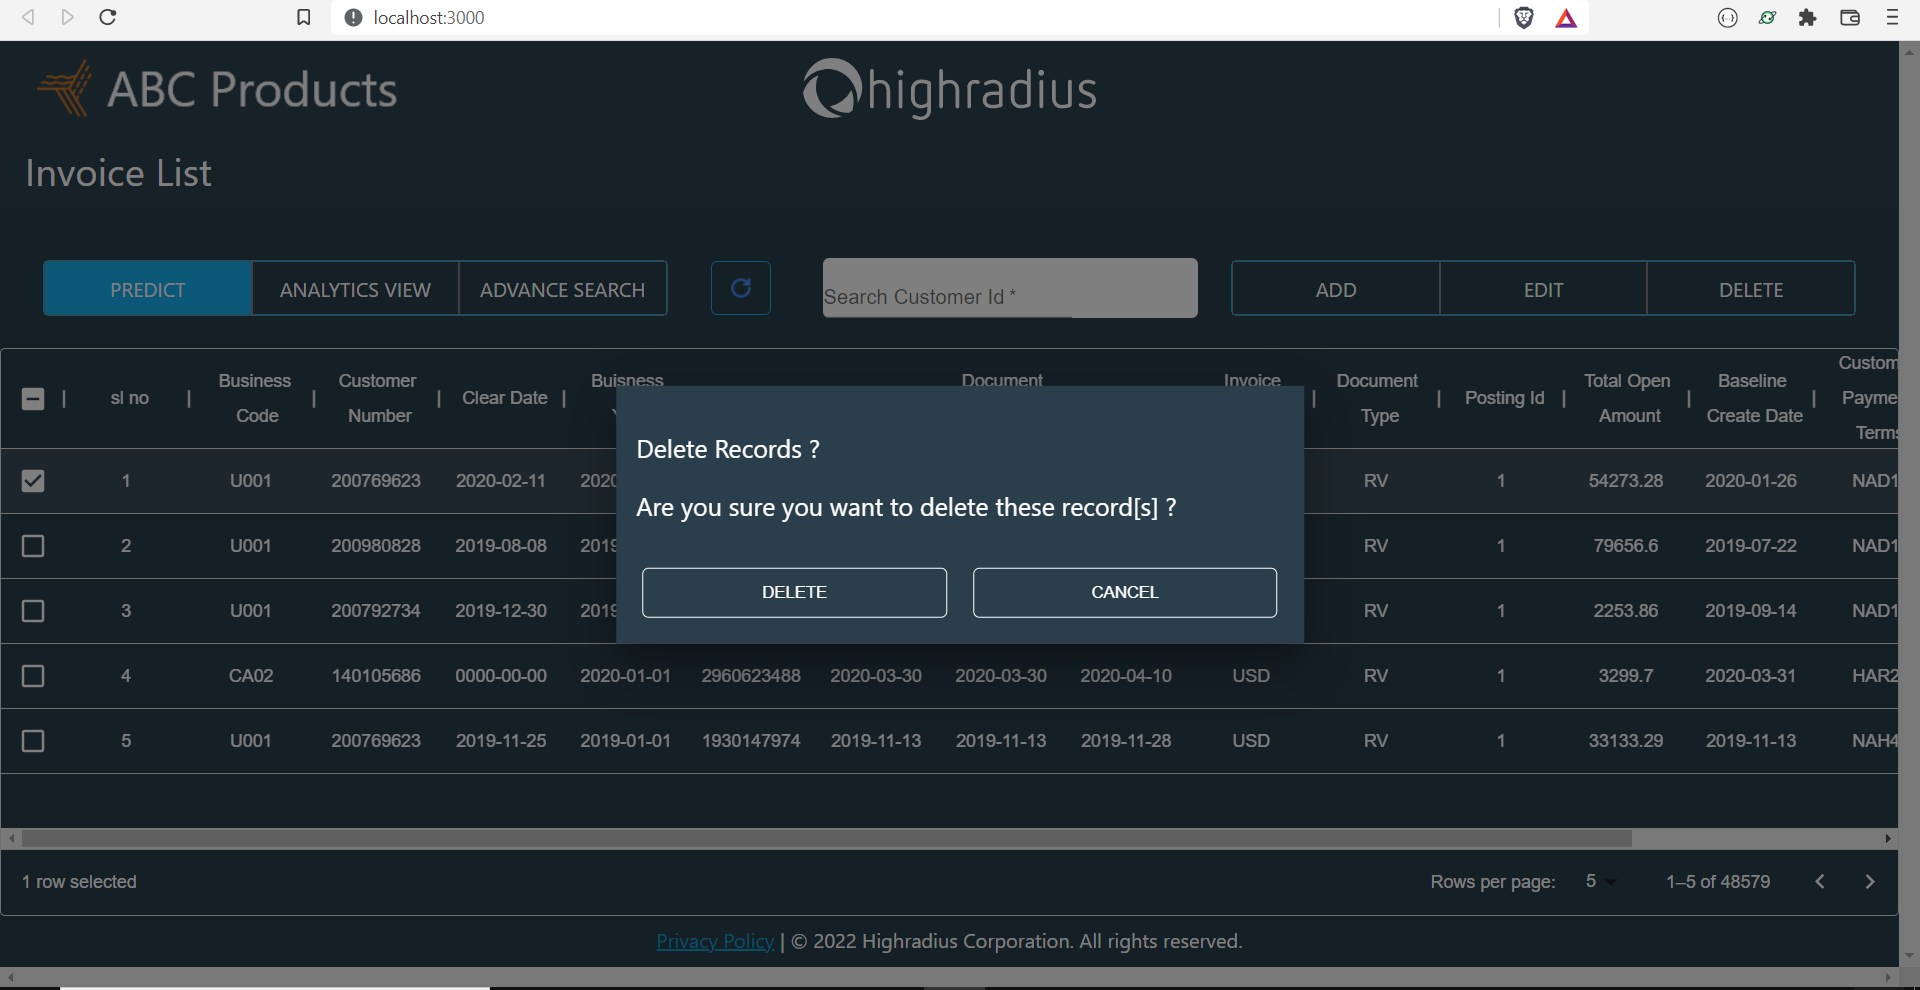 localhost:3000
ABC Products
highradius
Invoice List
PREDICT ANALYTICS VIEW ADVANCE SEARCH Search Customer Id * ADD EDIT DELETE
sl no Business Code Customer Number Clear Date Buisness Document Invoice Document Type Posting Id Total Open Amount Baseline Create Date Custom Payme Terms
1 U001 200769623 2020-02-11 2020 RV 1 54273.28 2020-01-26 NAD1
2 U001 200980828 2019-08-08 2019 RV 1 79656.6 2019-07-22 NAD1
3 U001 200792734 2019-12-30 2019 RV 1 2253.86 2019-09-14 NAD1
4 CA02 140105686 0000-00-00 2020-01-01 2960623488 2020-03-30 2020-03-30 2020-04-10 USD RV 1 3299.7 2020-03-31 HAR2
5 U001 200769623 2019-11-25 2019-01-01 1930147974 2019-11-13 2019-11-13 2019-11-28 USD RV 1 33133.29 2019-11-13 NAH4
Delete Records ?
Are you sure you want to delete these record[s] ?
DELETE CANCEL
1 row selected Rows per page: 5 1–5 of 48579
Privacy Policy | © 2022 Highradius Corporation. All rights reserved.